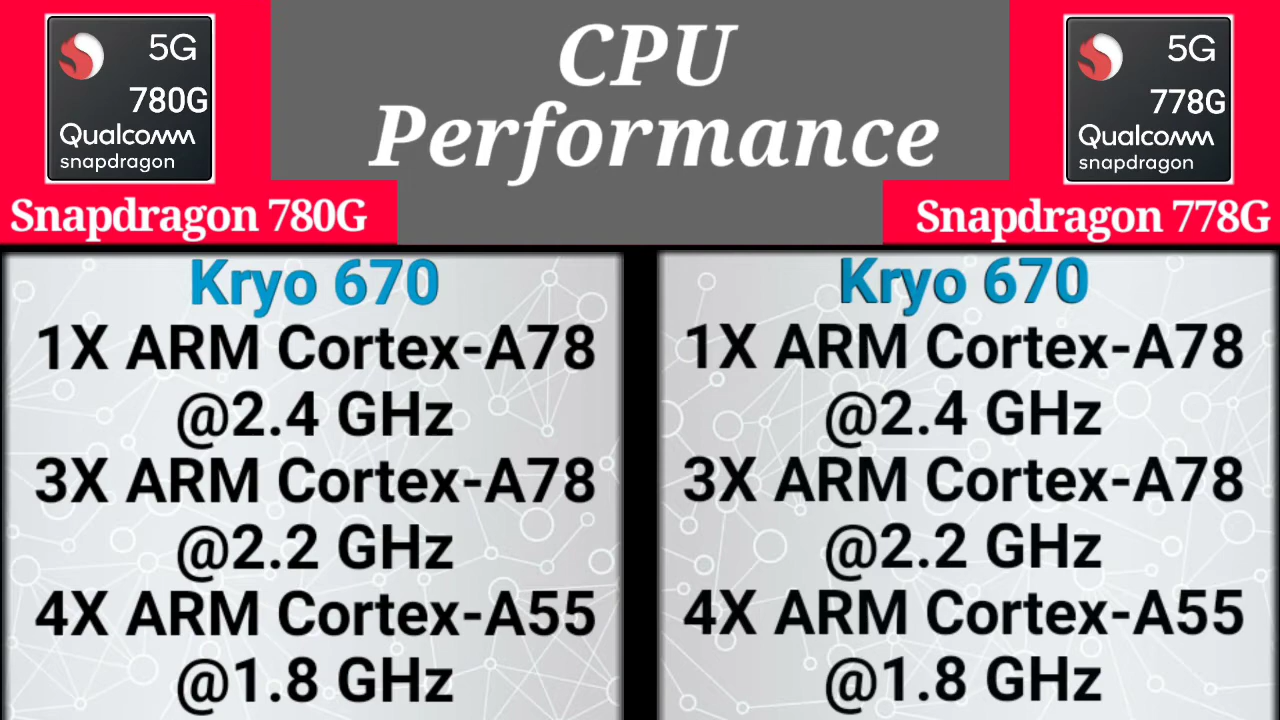 5G
780G
Qualcomm
snapdragon
Snapdragon 780G
CPU
Performance
5G
778G
Qualcomm
snapdragon
Snapdragon 778G
Kryo 670
1X ARM Cortex-A78
@2.4 GHz
3X ARM Cortex-A78
@2.2 GHz
4X ARM Cortex-A55
@1.8 GHz
Kryo 670
1X ARM Cortex-A78
@2.4 GHz
3X ARM Cortex-A78
@2.2 GHz
4X ARM Cortex-A55
@1.8 GHz